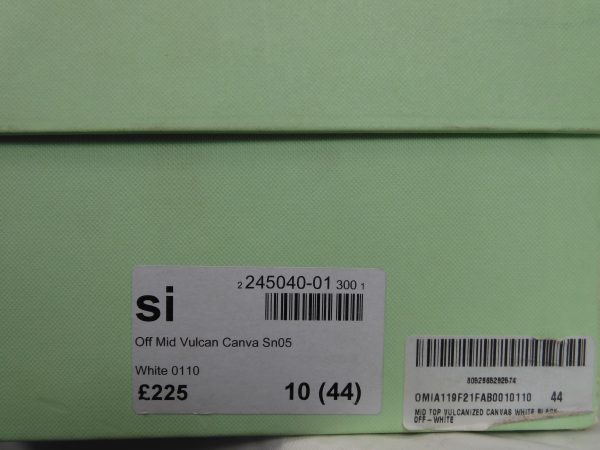 si
2 245040-01 300 1
Off Mid Vulcan Canva Sn05
White 0110
£225 10 (44)
OMIA119F21FAB0010110 44
MID TOP VULCANIZED CANVAS WHITE BLACK
OFF-WHITE